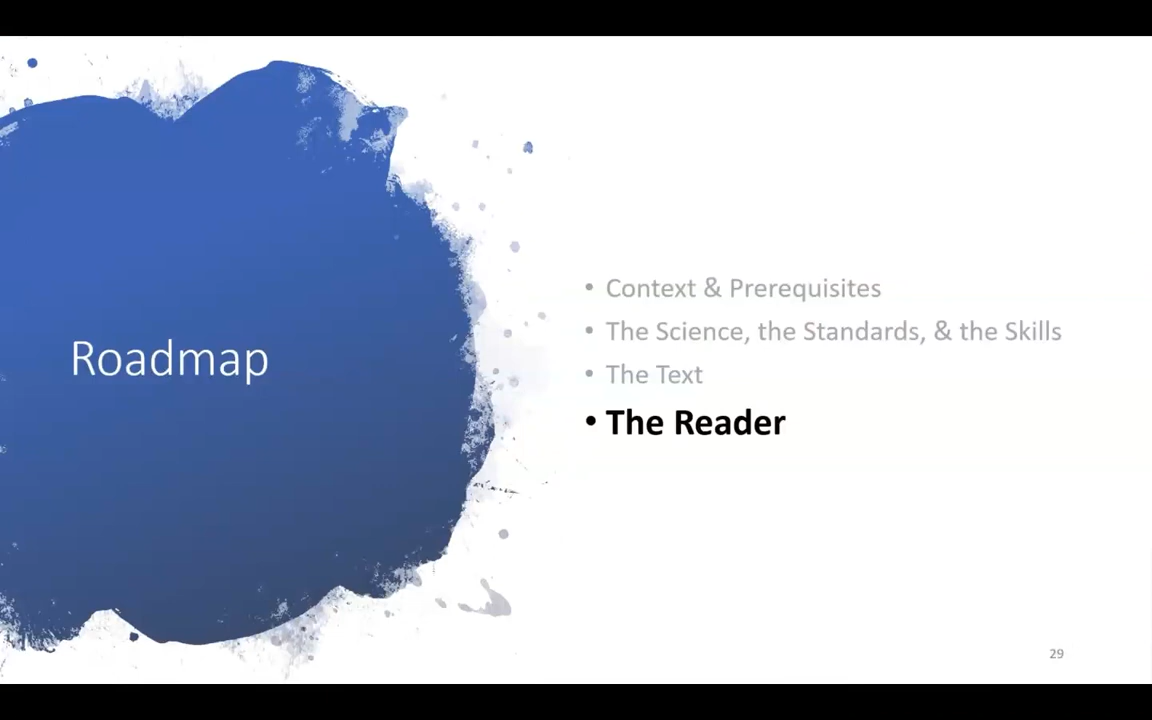 Roadmap
• Context & Prerequisites
• The Science, the Standards, & the Skills
• The Text
• The Reader
29